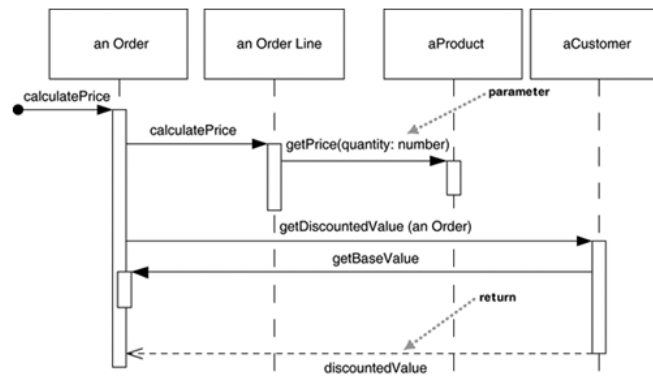 an Order
an Order Line
aProduct
aCustomer
calculatePrice
parameter
calculatePrice
getPrice(quantity: number)
getDiscountedValue (an Order)
getBaseValue
return
discountedValue